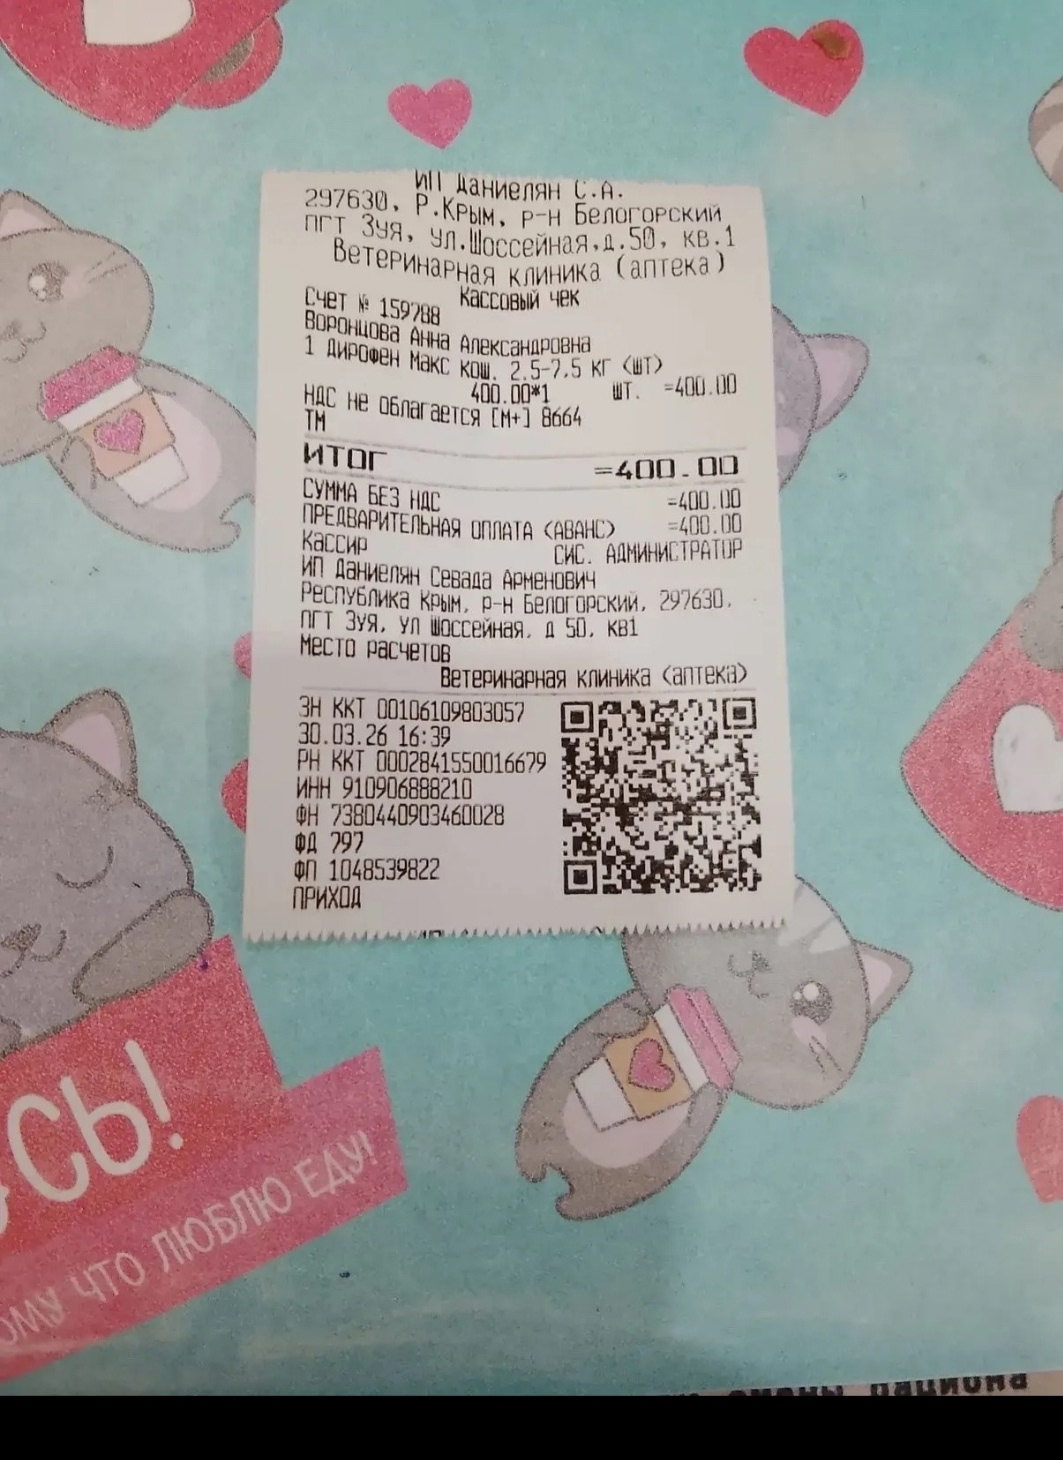 ИП Даниелян С.А.
297630, Р.Крым, р-н Белогорский
ПГТ Зуя, ул.Шоссейная,д.50, кв.1
Ветеринарная клиника (аптека)
Кассовый чек
Счет № 159788
Воронцова Анна Александровна
1 Дирофен Макс кош. 2.5-7.5 кг (шт)
400.00*1 шт. =400.00
НДС не облагается [М+] 8664
ТМ
ИТОГ =400.00
СУММА БЕЗ НДС =400.00
ПРЕДВАРИТЕЛЬНАЯ ОПЛАТА (АВАНС) =400.00
Кассир СИС. АДМИНИСТРАТОР
ИП Даниелян Севада Арменович
Республика Крым, р-н Белогорский, 297630,
ПГТ Зуя, ул Шоссейная, д 50, кв1
Место расчетов
Ветеринарная клиника (аптека)
ЗН ККТ 00106109803057
30.03.26 16:39
РН ККТ 0002841550016679
ИНН 910906888210
ФН 7380440903460028
ФД 797
ФП 1048539822
ПРИХОД
СЬ!
ОМУ ЧТО ЛЮБЛЮ ЕДУ!
рациона